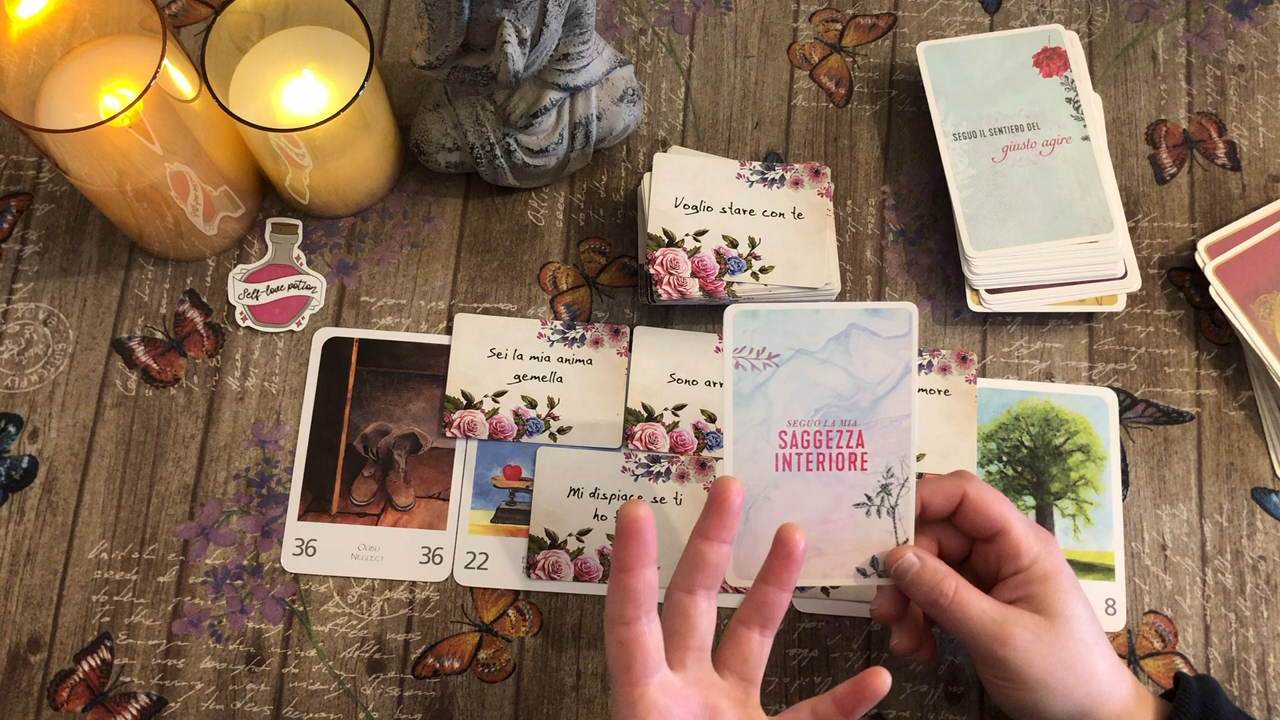 SEGUO IL SENTIERO DEL
giusto agire
Voglio stare con te
Self-love potion
Sei la mia anima
gemella
Sono arr
more
SEGUO LA MIA
SAGGEZZA
INTERIORE
Mi dispiace se ti
ho
36
NEGLECT
36
22
8